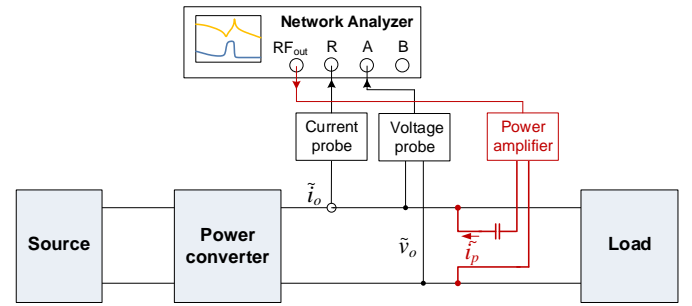 Network Analyzer
RFout R A B
Current probe
Voltage probe
Power amplifier
ĩo
Source
Power converter
ṽo
ĩp
Load